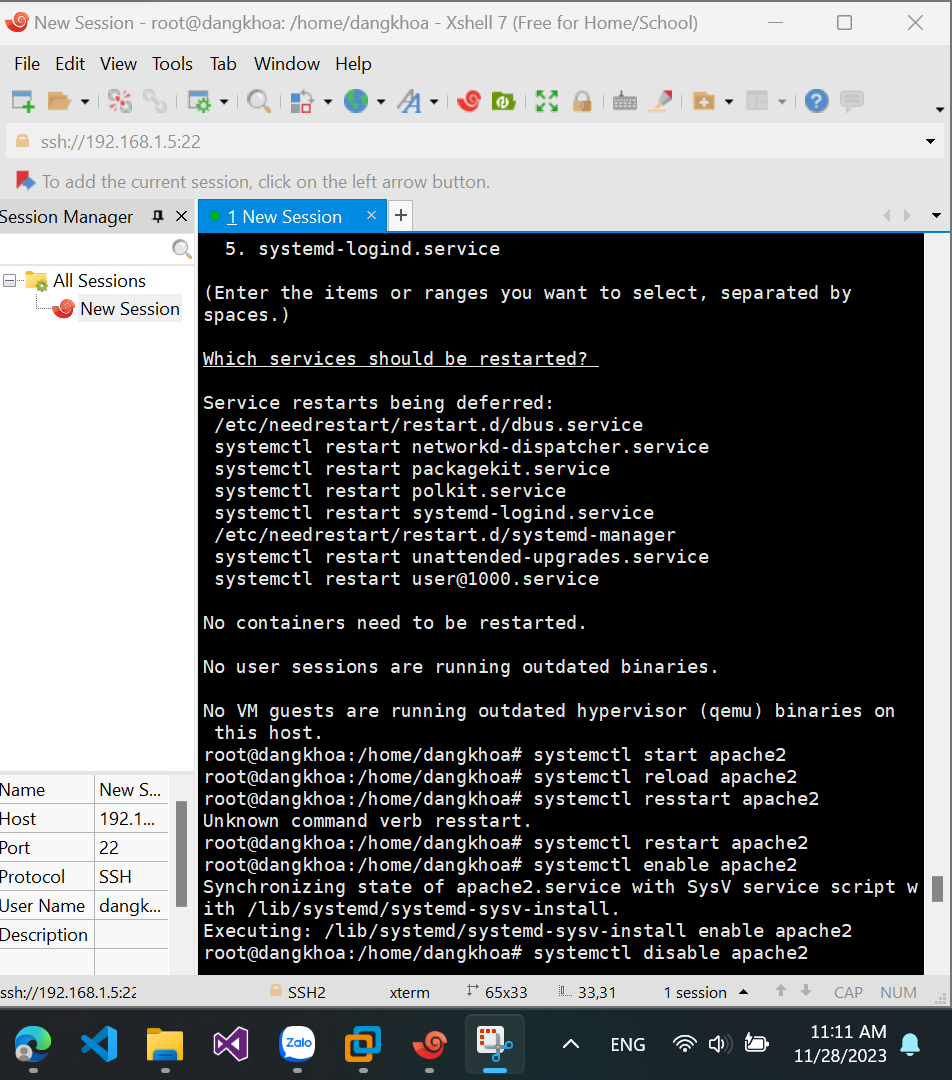 New Session - root@dangkhoa: /home/dangkhoa - Xshell 7 (Free for Home/School)
File Edit View Tools Tab Window Help
ssh://192.168.1.5:22
To add the current session, click on the left arrow button.
Session Manager
1 New Session
All Sessions
New Session
Name New S...
Host 192.1...
Port 22
Protocol SSH
User Name dangk...
Description
5. systemd-logind.service
(Enter the items or ranges you want to select, separated by
spaces.)
Which services should be restarted?
Service restarts being deferred:
/etc/needrestart/restart.d/dbus.service
systemctl restart networkd-dispatcher.service
systemctl restart packagekit.service
systemctl restart polkit.service
systemctl restart systemd-logind.service
/etc/needrestart/restart.d/systemd-manager
systemctl restart unattended-upgrades.service
systemctl restart user@1000.service
No containers need to be restarted.
No user sessions are running outdated binaries.
No VM guests are running outdated hypervisor (qemu) binaries on
this host.
root@dangkhoa:/home/dangkhoa# systemctl start apache2
root@dangkhoa:/home/dangkhoa# systemctl reload apache2
root@dangkhoa:/home/dangkhoa# systemctl resstart apache2
Unknown command verb resstart.
root@dangkhoa:/home/dangkhoa# systemctl restart apache2
root@dangkhoa:/home/dangkhoa# systemctl enable apache2
Synchronizing state of apache2.service with SysV service script w
ith /lib/systemd/systemd-sysv-install.
Executing: /lib/systemd/systemd-sysv-install enable apache2
root@dangkhoa:/home/dangkhoa# systemctl disable apache2
ssh://192.168.1.5:22 SSH2 xterm 65x33 33,31 1 session CAP NUM
Zalo
ENG
11:11 AM
11/28/2023